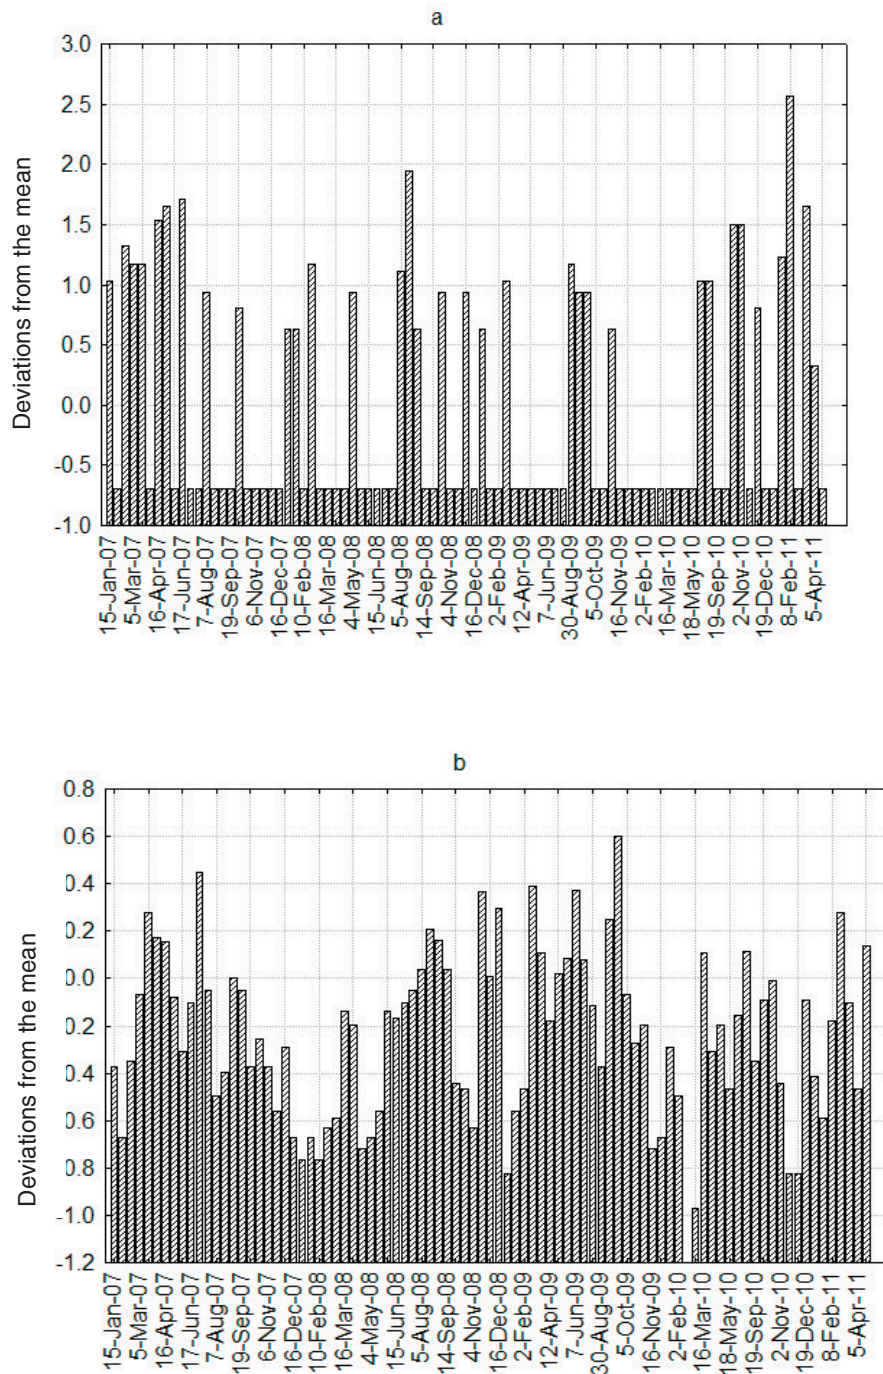 a
Deviations from the mean
3.0
2.5
2.0
1.5
1.0
0.5
0.0
-0.5
-1.0
15-Jan-07
5-Mar-07
16-Apr-07
17-Jun-07
7-Aug-07
19-Sep-07
6-Nov-07
16-Dec-07
10-Feb-08
16-Mar-08
4-May-08
15-Jun-08
5-Aug-08
14-Sep-08
4-Nov-08
16-Dec-08
2-Feb-09
12-Apr-09
7-Jun-09
30-Aug-09
5-Oct-09
16-Nov-09
2-Feb-10
16-Mar-10
18-May-10
19-Sep-10
2-Nov-10
19-Dec-10
8-Feb-11
5-Apr-11
b
Deviations from the mean
0.8
0.6
0.4
0.2
0.0
0.2
0.4
0.6
0.8
-1.0
-1.2
15-Jan-07
5-Mar-07
16-Apr-07
17-Jun-07
7-Aug-07
19-Sep-07
6-Nov-07
16-Dec-07
10-Feb-08
16-Mar-08
4-May-08
15-Jun-08
5-Aug-08
14-Sep-08
4-Nov-08
16-Dec-08
2-Feb-09
12-Apr-09
7-Jun-09
30-Aug-09
5-Oct-09
16-Nov-09
2-Feb-10
16-Mar-10
18-May-10
19-Sep-10
2-Nov-10
19-Dec-10
8-Feb-11
5-Apr-11